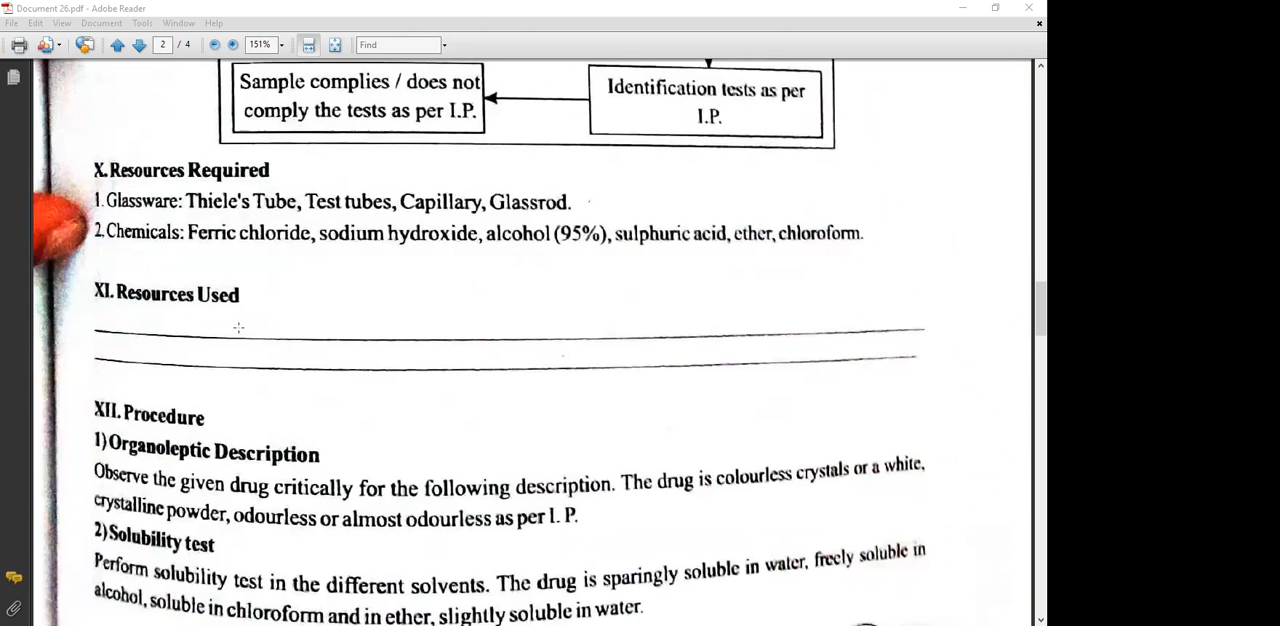 Document 26.pdf - Adobe Reader
File Edit View Document Tools Window Help
2 / 4 151% Find
Sample complies / does not
comply the tests as per I.P.
Identification tests as per
I.P.
X. Resources Required
1. Glassware: Thiele's Tube, Test tubes, Capillary, Glassrod.
2. Chemicals: Ferric chloride, sodium hydroxide, alcohol (95%), sulphuric acid, ether, chloroform.
XI. Resources Used
XII. Procedure
1) Organoleptic Description
Observe the given drug critically for the following description. The drug is colourless crystals or a white,
crystalline powder, odourless or almost odourless as per I. P.
2) Solubility test
Perform solubility test in the different solvents. The drug is sparingly soluble in water, freely soluble in
alcohol, soluble in chloroform and in ether, slightly soluble in water.